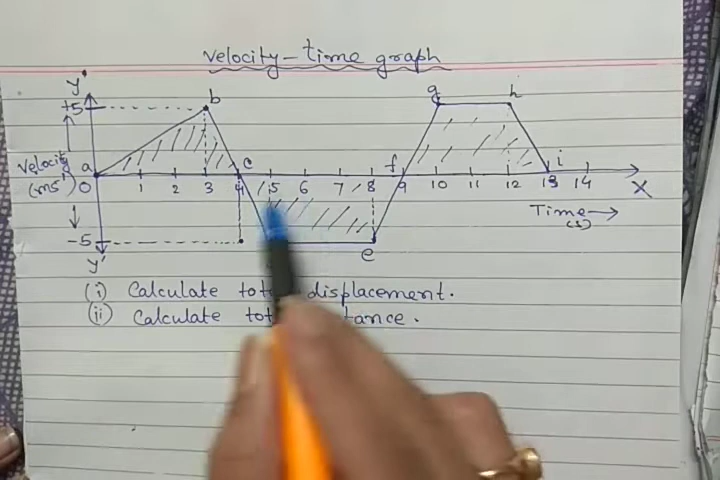 Velocity-time graph
y
+5
b
g
h
Velocity
(ms⁻¹)
a
c
f
i
0 1 2 3 4 5 6 7 8 9 10 11 12 13 14
X
Time→
(s)
-5
e
y'
(i) Calculate displacement.
(ii) Calculate